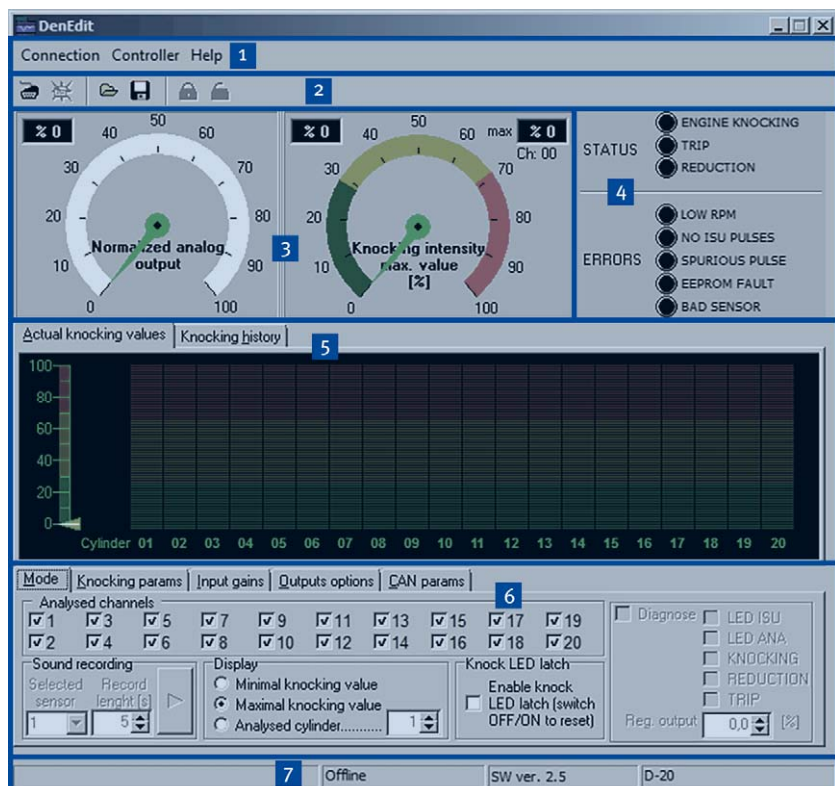 DenEdit
Connection Controller Help 1
2
% 0
0 10 20 30 40 50 60 70 80 90 100
Normalized analog
output
3
% 0
max % 0
Ch: 00
0 10 20 30 40 50 60 70 80 90 100
Knocking intensity
max. value
[%]
STATUS
ENGINE KNOCKING
TRIP
REDUCTION
4
ERRORS
LOW RPM
NO ISU PULSES
SPURIOUS PULSE
EEPROM FAULT
BAD SENSOR
Actual knocking values Knocking history 5
100
80
60
40
20
0
Cylinder 01 02 03 04 05 06 07 08 09 10 11 12 13 14 15 16 17 18 19 20
Mode Knocking params Input gains Outputs options CAN params 6
Analysed channels
1 3 5 7 9 11 13 15 17 19
2 4 6 8 10 12 14 16 18 20
Sound recording
Selected sensor
1
Record lenght [s]
5
Display
Minimal knocking value
Maximal knocking value
Analysed cylinder........... 1
Knock LED latch
Enable knock
LED latch (switch
OFF/ON to reset)
Diagnose
LED ISU
LED ANA
KNOCKING
REDUCTION
TRIP
Reg. output 0,0 [%]
7 Offline SW ver. 2.5 D-20